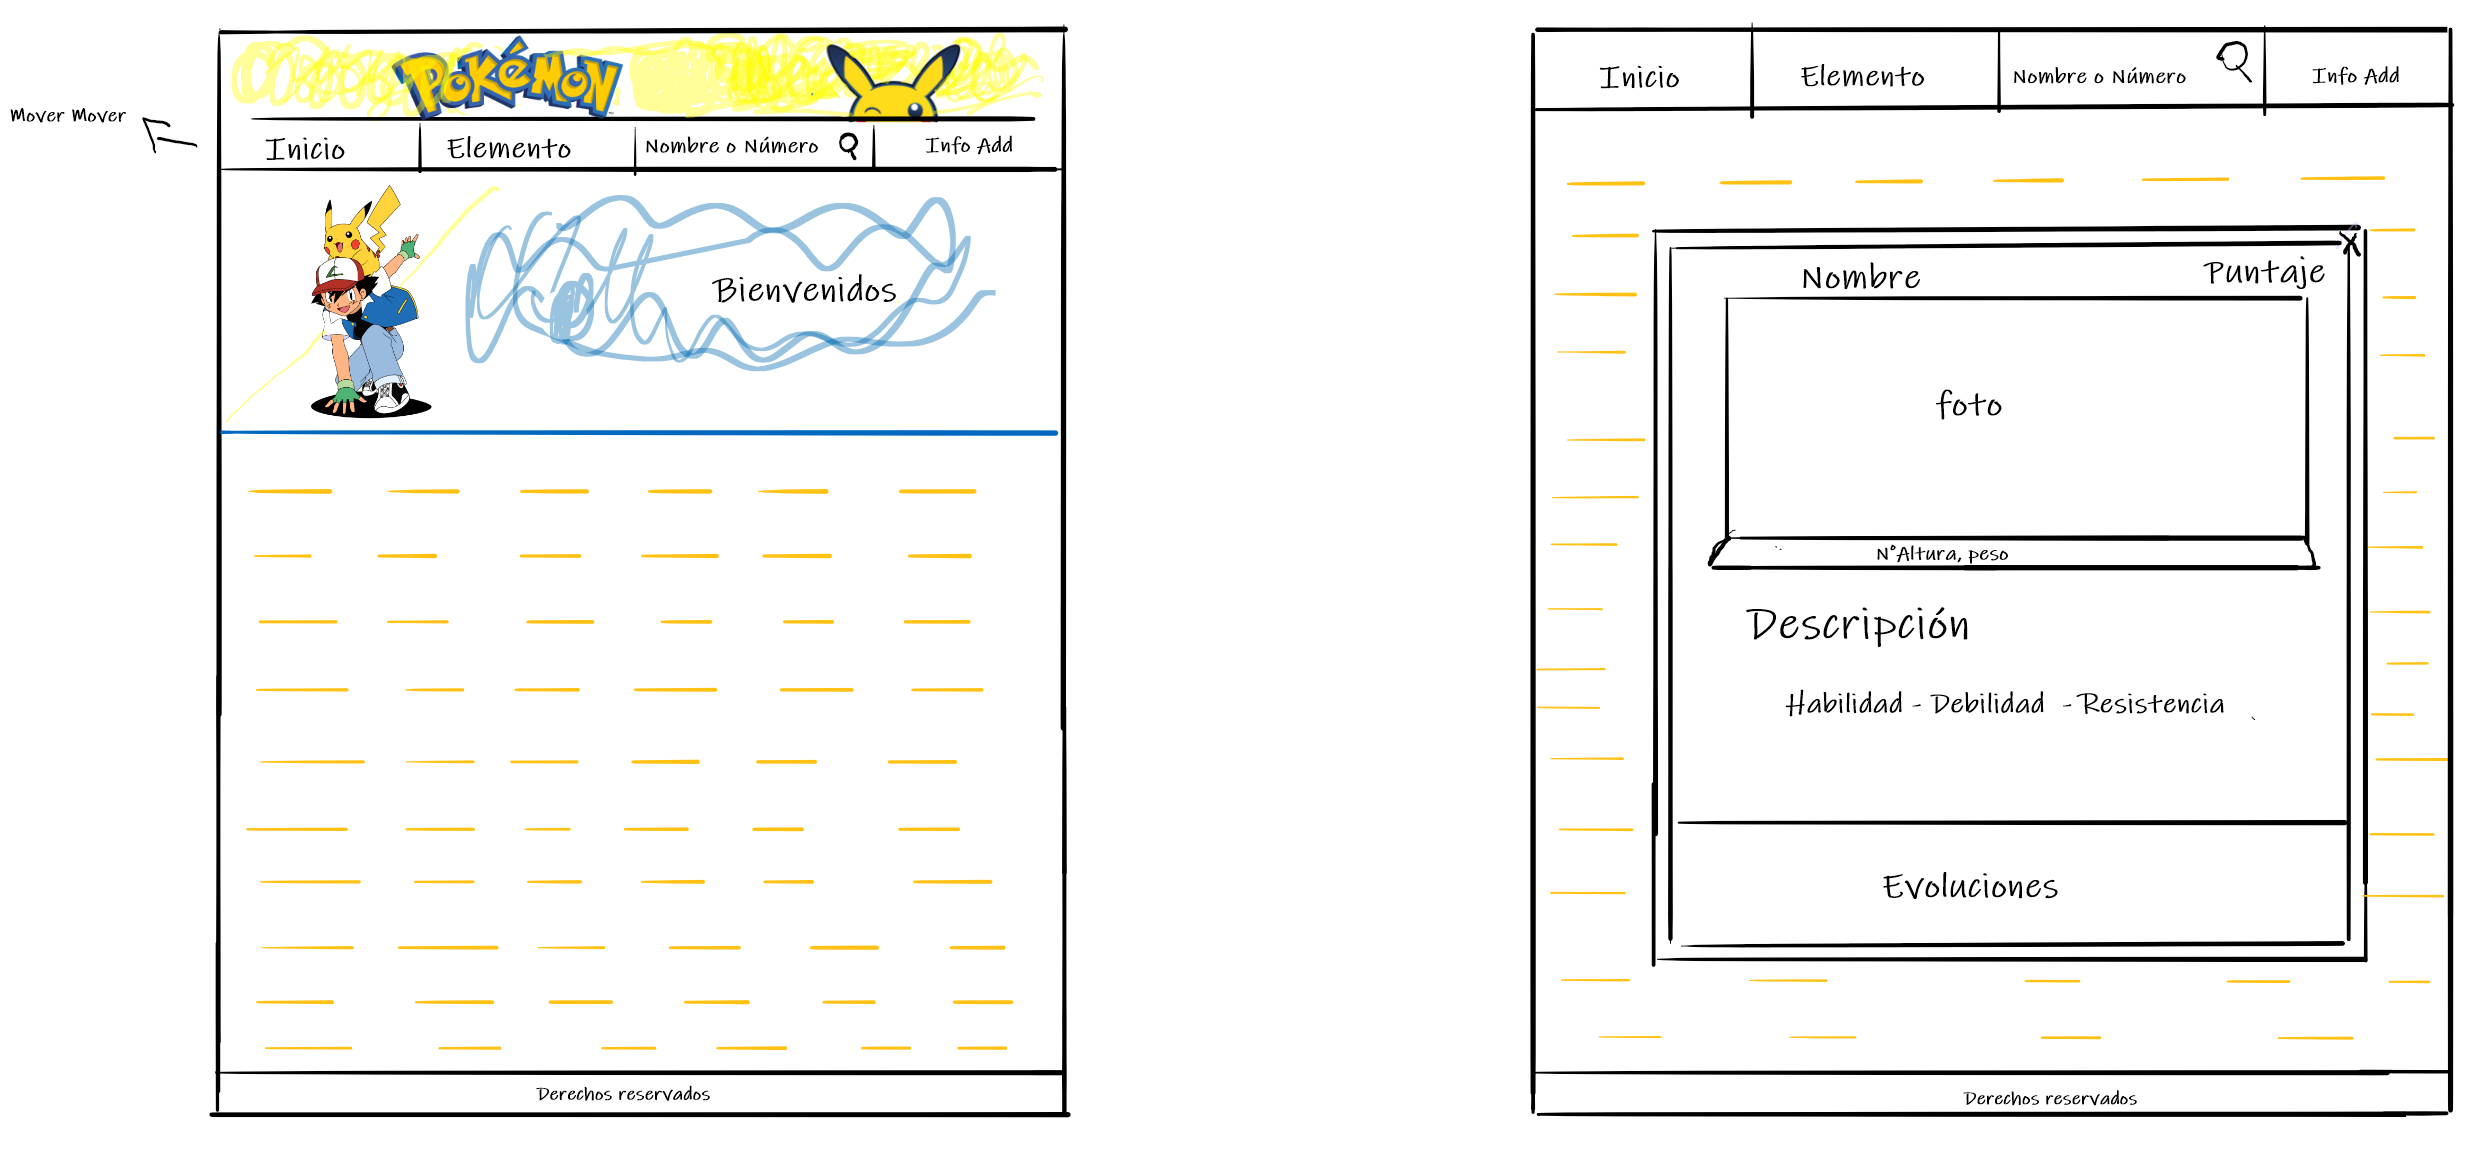 Mover Mover
POKéMON
Inicio Elemento Nombre o Número Info Add
Bienvenidos
Derechos reservados
Inicio Elemento Nombre o Número Info Add
X
Nombre Puntaje
foto
N°Altura, peso
Descripción
Habilidad - Debilidad - Resistencia
Evoluciones
Derechos reservados